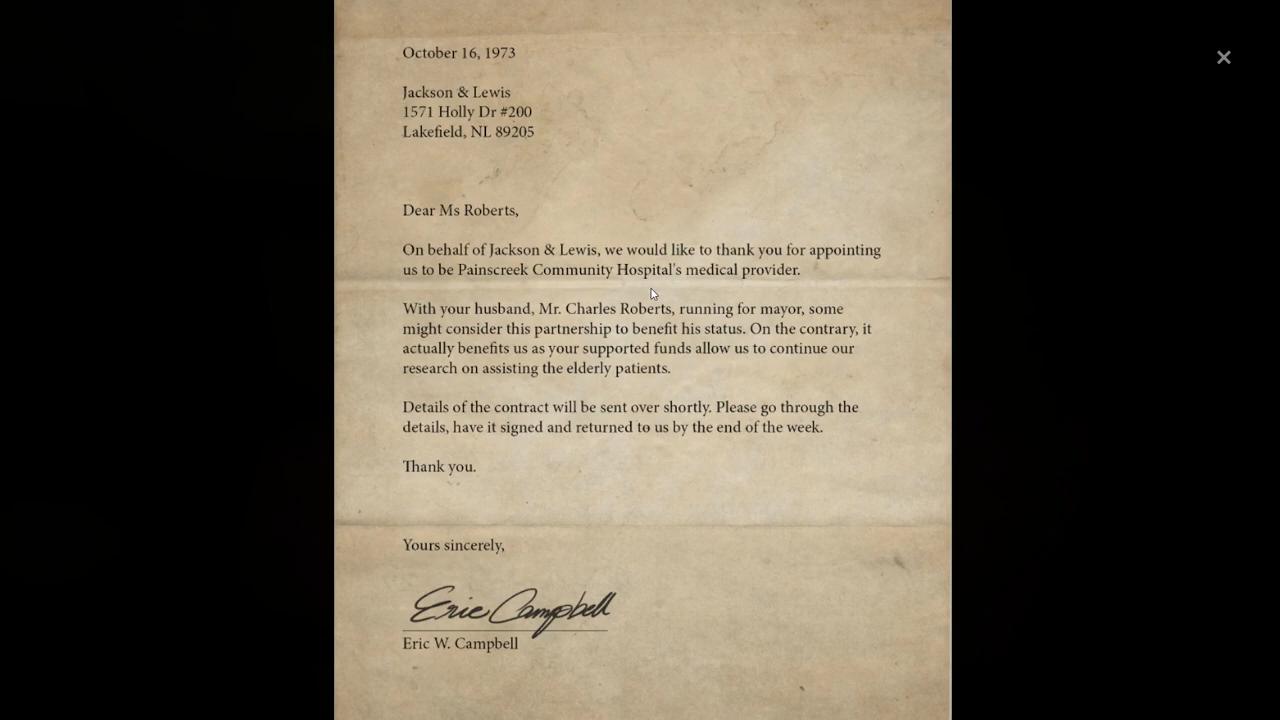 October 16, 1973
Jackson & Lewis
1571 Holly Dr #200
Lakefield, NL 89205
Dear Ms Roberts,
On behalf of Jackson & Lewis, we would like to thank you for appointing
us to be Painscreek Community Hospital's medical provider.
With your husband, Mr. Charles Roberts, running for mayor, some
might consider this partnership to benefit his status. On the contrary, it
actually benefits us as your supported funds allow us to continue our
research on assisting the elderly patients.
Details of the contract will be sent over shortly. Please go through the
details, have it signed and returned to us by the end of the week.
Thank you.
Yours sincerely,
Eric Campbell
Eric W. Campbell